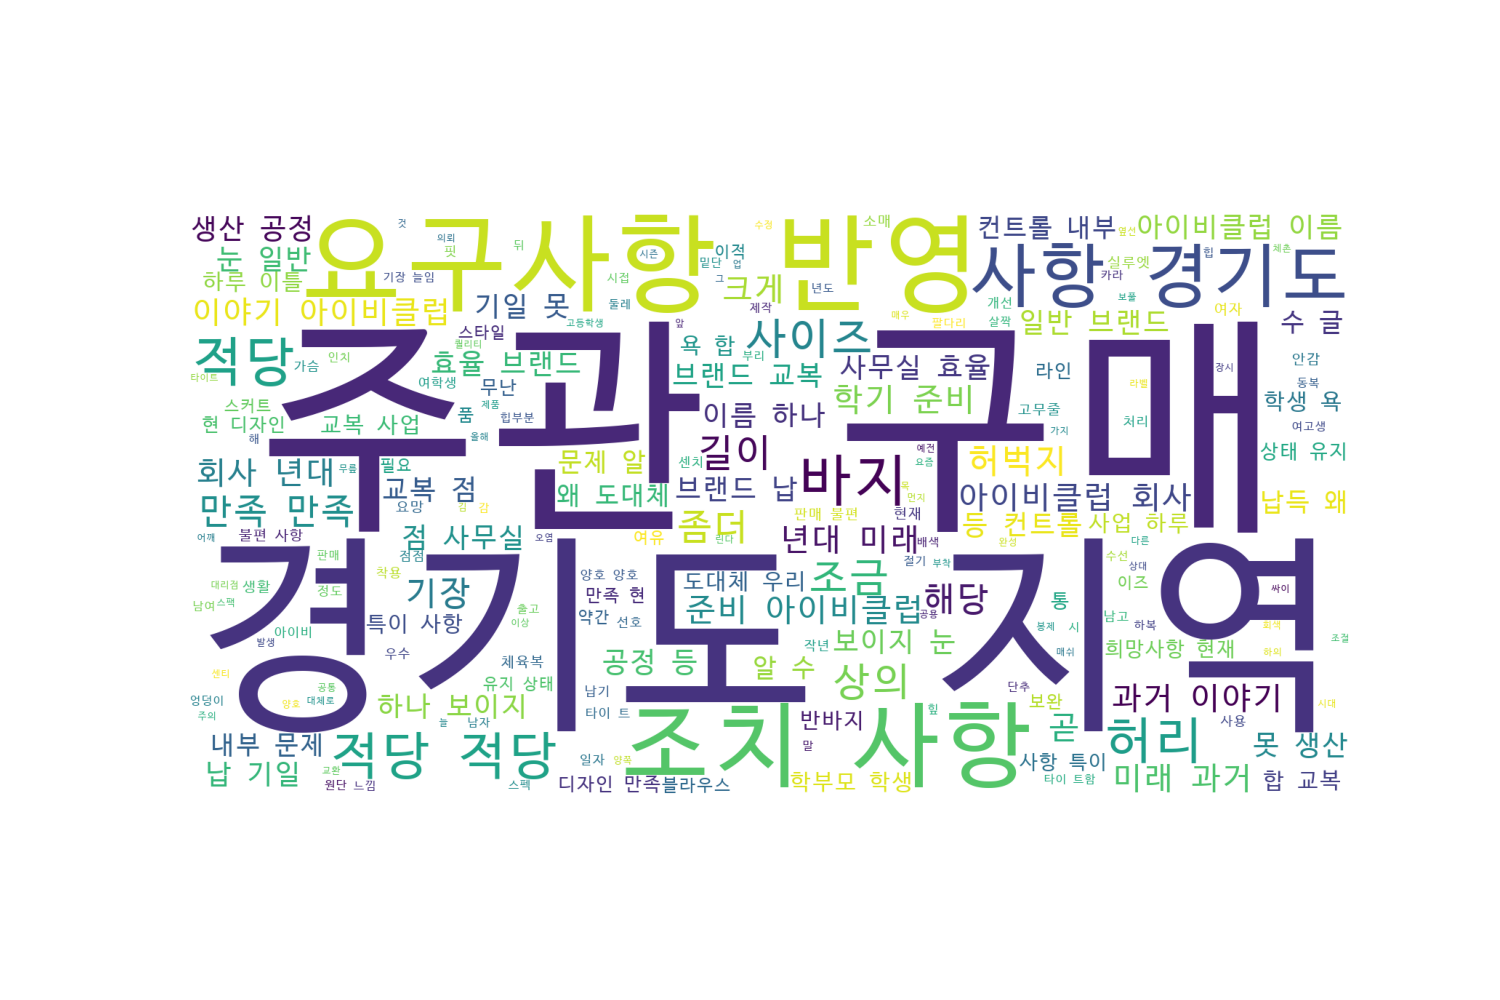 요구사항 반영
사항 경기도
주관 구매
경기도 지역
조치 사항
생산 공정
눈 일반
하루 이틀
이야기 아이비클럽
적당
기일 못
크게
사이즈
컨트롤 내부
아이비클럽 이름
일반 브랜드
수 글
효율 브랜드
욕 합
브랜드 교복
사무실 효율
학기 준비
이름 하나
길이
바지
허벅지
학생 욕
상태 유지
현 디자인
교복 사업
회사 년대
만족 만족
교복 점
점 사무실
문제 알
왜 도대체
브랜드 납
좀더
년대 미래
아이비클럽 회사
등 컨트롤
사업 하루
납득 왜
기장
특이 사항
도대체 우리
조금
준비 아이비클럽
해당
보이지 눈
공정 등
알 수
상의
하나 보이지
유지 상태
희망사항 현재
과거 이야기
내부 문제
납 기일
적당 적당
반바지
곧
허리
못 생산
사항 특이
미래 과거
합 교복
디자인 만족
블라우스
학부모 학생
원단 느낌
것
의뢰
핏
뒤
기장 늘임
시접
시즌
밑단
업
이적
그
수정
소매
제작
년도
열선
힙
카라
실루엣
체촌
보풀
개선
살짝
여자
매우
팔다리
둘레
고등학생
앞
스타일
퀄리티
인치
가슴
타이트
여학생
무난
부리
라인
안감
동복
장시
라벨
고무줄
처리
여고생
스커트
품
제품
힙부분
해
올해
무릎
필요
요망
센치
예전
요즘
가지
목
먼지
현재
판매 불편
감
어깨
불편 사항
오염
여유
린다
배색
완성
다른
판매
점점
착용
정도
대리점
생활
남여
스펙
아이비
발생
우수
양호 양호
만족 현
약간
선호
출고
이상
체육복
작년
공용
절기
부착
수선
상대
이즈
싸이
통
봉제
시
남고
하복
회색
매쉬
하의
조절
센티
엉덩이
공통
양호
대체로
주의
늘
남자
남기
타이 트
일자
양쪽
교환
스펙
말
힢
단추
보완
타이 트함
사용
시대